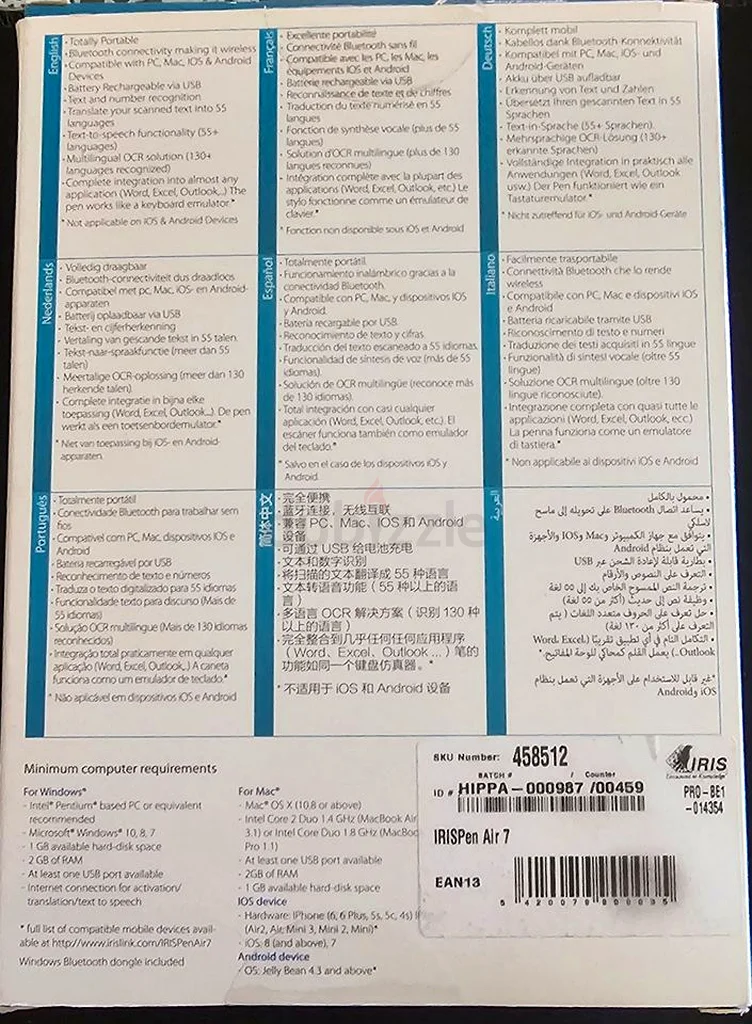 English
· Totally Portable
· Bluetooth connectivity making it wireless
· Compatible with PC, Mac, IOS & Android
Devices
· Battery Rechargeable via USB
· Text and number recognition
· Translate your scanned text into 55
languages
· Text-to-speech functionality (55+
languages)
· Multilingual OCR solution (130+
languages recognized)
· Complete integration into almost any
application (Word, Excel, Outlook,..) The
pen works like a keyboard emulator.*
* Not applicable on iOS & Android Devices
Français
· Excellente portabilité
· Connectivité Bluetooth sans fil
· Compatible avec les PC, les Mac, les
équipements IOS et Android
· Batterie rechargeable via USB
· Reconnaissance de texte et de chiffres
· Traduction du texte numérisé en 55
langues
· Fonction de synthèse vocale (plus de 55
langues)
· Solution d'OCR multilingue (plus de 130
langues reconnues)
· Intégration complète avec la plupart des
applications (Word, Excel, Outlook, etc.) Le
stylo fonctionne comme un émulateur de
clavier.*
* Fonction non disponible sous iOS et Android
Deutsch
· Komplett mobil
· Kabellos dank Bluetooth-Konnektivität
· Kompatibel mit PC, Mac, iOS- und
Android-Geräten
· Akku über USB aufladbar
· Erkennung von Text und Zahlen
· Übersetzt Ihren gescannten Text in 55
Sprachen
· Text-in-Sprache (55+ Sprachen).
· Mehrsprachige OCR-Lösung (130+
erkannte Sprachen)
· Vollständige Integration in praktisch alle
Anwendungen (Word, Excel, Outlook
usw.) Der Pen funktioniert wie ein
Tastaturemulator.*
* Nicht zutreffend für IOS- und Android-Geräte
Nederlands
· Volledig draagbaar
· Bluetooth-connectiviteit dus draadloos
· Compatibel met pc, Mac, iOS- en Android-
apparaten
· Batterij oplaadbaar via USB
· Tekst- en cijferherkenning
· Vertaling van gescande tekst in 55 talen.
· Tekst-naar-spraakfunctie (meer dan 55
talen)
· Meertalige OCR-oplossing (meer dan 130
herkende talen).
· Complete integratie in bijna elke
toepassing (Word, Excel, Outlook...). De pen
werkt als een toetsenbordemulator.*
* Niet van toepassing bij iOS- en Android-
apparaten.
Español
· Totalmente portátil.
· Funcionamiento inalámbrico gracias a la
conectividad Bluetooth.
· Compatible con PC, Mac, y dispositivos IOS
y Android.
· Batería recargable por USB.
· Reconocimiento de texto y cifras.
· Traducción del texto escaneado a 55 idiomas.
· Funcionalidad de síntesis de voz (más de 55
idiomas).
· Solución de OCR multilingüe (reconoce más
de 130 idiomas).
· Total integración con casi cualquier
aplicación (Word, Excel, Outlook, etc.). El
escáner funciona también como emulador
del teclado.*
* Salvo en el caso de los dispositivos iOS y
Android.
Italiano
· Facilmente trasportabile
· Connettività Bluetooth che lo rende
wireless
· Compatibile con PC, Mac e dispositivi IOS
e Android
· Batteria ricaricabile tramite USB
· Riconoscimento di testo e numeri
· Traduzione dei testi acquisiti in 55 lingue
· Funzionalità di sintesi vocale (oltre 55
lingue)
· Soluzione OCR multilingue (oltre 130
lingue riconosciute).
· Integrazione completa con quasi tutte le
applicazioni (Word, Excel, Outlook, ecc.)
La penna funziona come un emulatore
di tastiera.*
* Non applicabile ai dispositivi iOS e Android
Português
· Totalmente portátil
· Conectividade Bluetooth para trabalhar sem
fios
· Compatível com PC, Mac, dispositivos IOS e
Android
· Bateria recarregável por USB
· Reconhecimento de texto e números
· Traduza o texto digitalizado para 55 idiomas
· Funcionalidade texto para discurso (Mais de
55 idiomas)
· Solução OCR multilingue (Mais de 130 idiomas
reconhecidos)
· Integração total praticamente em qualquer
aplicação (Word, Excel, Outlook,..) A caneta
funciona como um emulador de teclado.*
* Não aplicável em dispositivos iOS e Android
简体中文
· 完全便携
· 蓝牙连接，无线互联
· 兼容 PC、Mac、IOS 和 Android
设备
· 可通过 USB 给电池充电
· 文本和数字识别
· 将扫描的文本翻译成 55 种语言
· 文本转语音功能（55 种以上的语
言）
· 多语言 OCR 解决方案（识别 130 种
以上的语言）
· 完全整合到几乎任何任何应用程序
（Word、Excel、Outlook ...）笔的
功能如同一个键盘仿真器。*
* 不适用于 iOS 和 Android 设备
العربية
• محمول بالكامل
• يساعد اتصال Bluetooth على تحويله إلى ماسح
لاسلكي
• يتوافق مع جهاز الكمبيوتر وMac وIOS والأجهزة
التي تعمل بنظام Android
• بطارية قابلة لإعادة الشحن عبر USB
• التعرف على النصوص والأرقام
• ترجمة النص الممسوح الخاص بك إلى ٥٥ لغة
• وظيفة نص إلى حديث (أكثر من ٥٥ لغة)
• حل تعرف على الحروف متعدد اللغات ( يتم
التعرف على أكثر من ١٣٠ لغة)
• التكامل التام في أي تطبيق تقريبًا (Word، Excel،
Outlook..) يعمل القلم كمحاكي للوحة المفاتيح.*
*غير قابل للاستخدام على الأجهزة التي تعمل بنظام
iOS وAndroid
Minimum computer requirements
For Windows®
- Intel® Pentium® based PC or equivalent
recommended
- Microsoft® Windows® 10, 8, 7
- 1 GB available hard-disk space
- 2 GB of RAM
- At least one USB port available
- Internet connection for activation/
translation/text to speech
* full list of compatible mobile devices avail-
able at http://www.irislink.com/IRISPenAir7
Windows Bluetooth dongle included
For Mac®
- Mac® OS X (10.8 or above)
- Intel Core 2 Duo 1.4 GHz (MacBook Air
3.1) or Intel Core Duo 1.8 GHz (MacBoo
Pro 1.1)
- At least one USB port available
- 2GB of RAM
- 1 GB available hard-disk space
IOS device
- Hardware: iPhone (6, 6 Plus, 5s, 5c, 4s) iP
(Air2, Air, Mini 3, Mini 2, Mini)*
- iOS: 8 (and above), 7
Android device
- OS: Jelly Bean 4.3 and above*
SKU Number: 458512
BATCH # / Counter
ID # HIPPA-000987 /00459
IRIS
PRO-BE1
-014354
IRISPen Air 7
EAN13